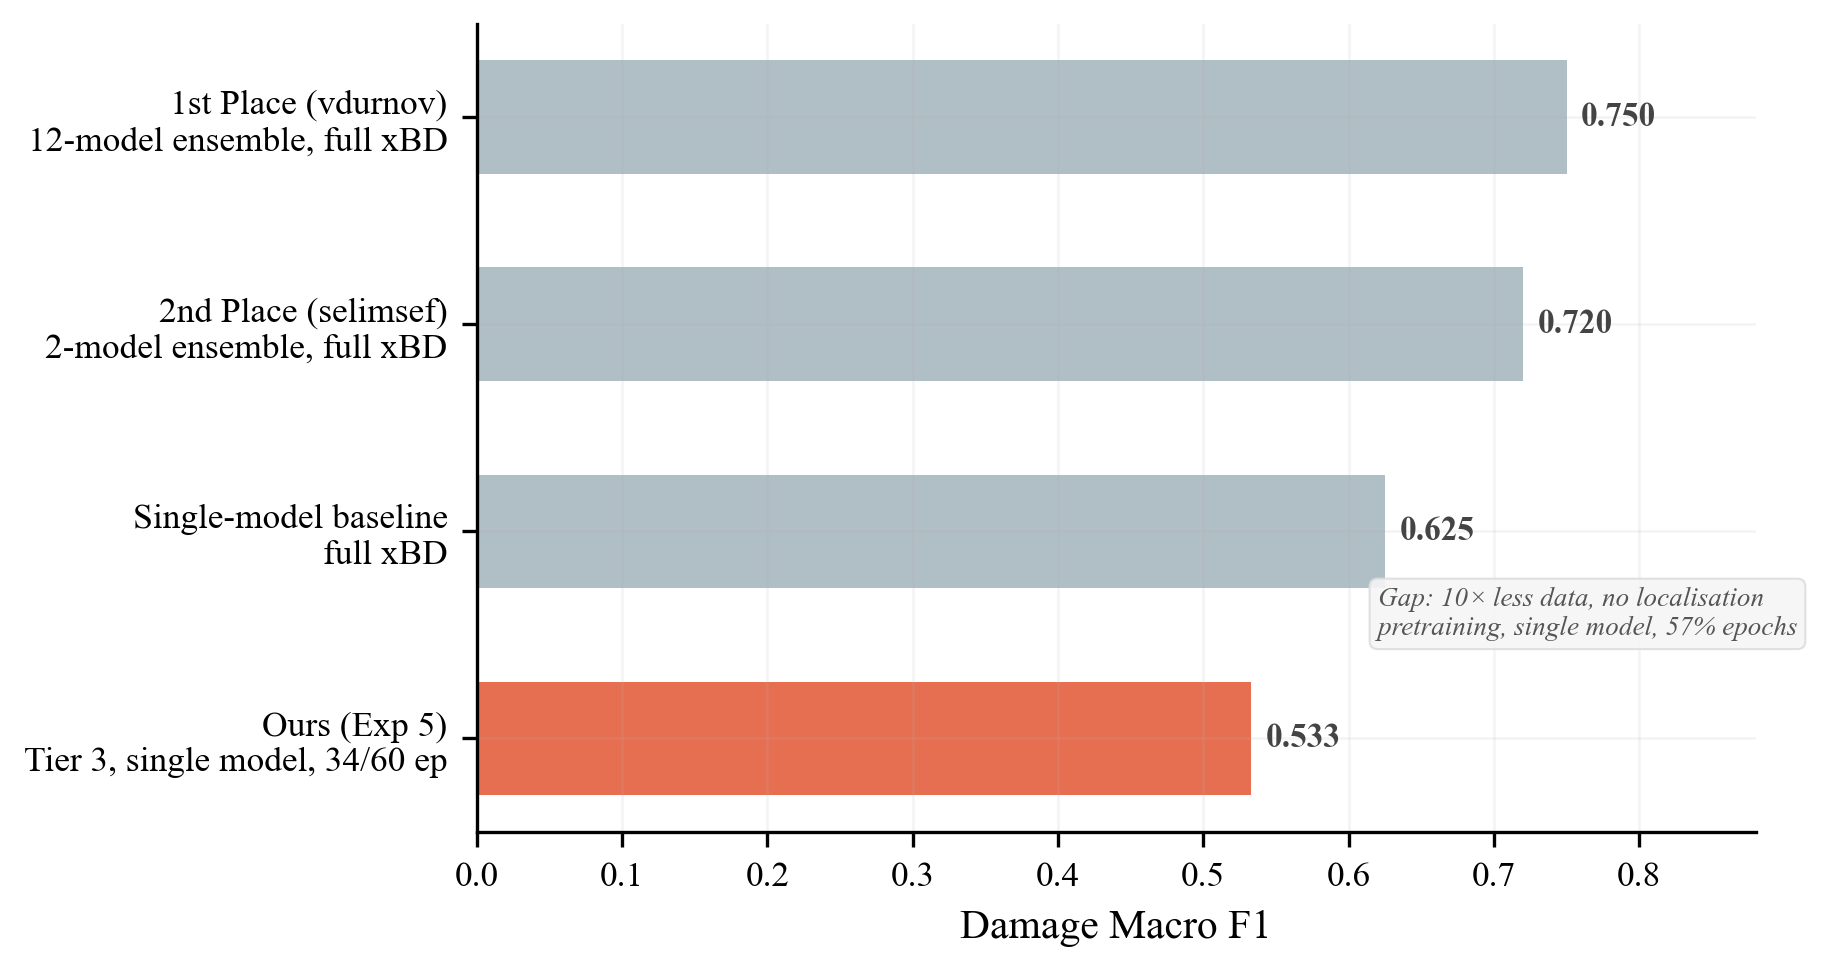 1st Place (vdurnov)
12-model ensemble, full xBD
0.750
2nd Place (selimsef)
2-model ensemble, full xBD
0.720
Single-model baseline
full xBD
0.625
Gap: 10× less data, no localisation
pretraining, single model, 57% epochs
Ours (Exp 5)
Tier 3, single model, 34/60 ep
0.533
0.0 0.1 0.2 0.3 0.4 0.5 0.6 0.7 0.8
Damage Macro F1